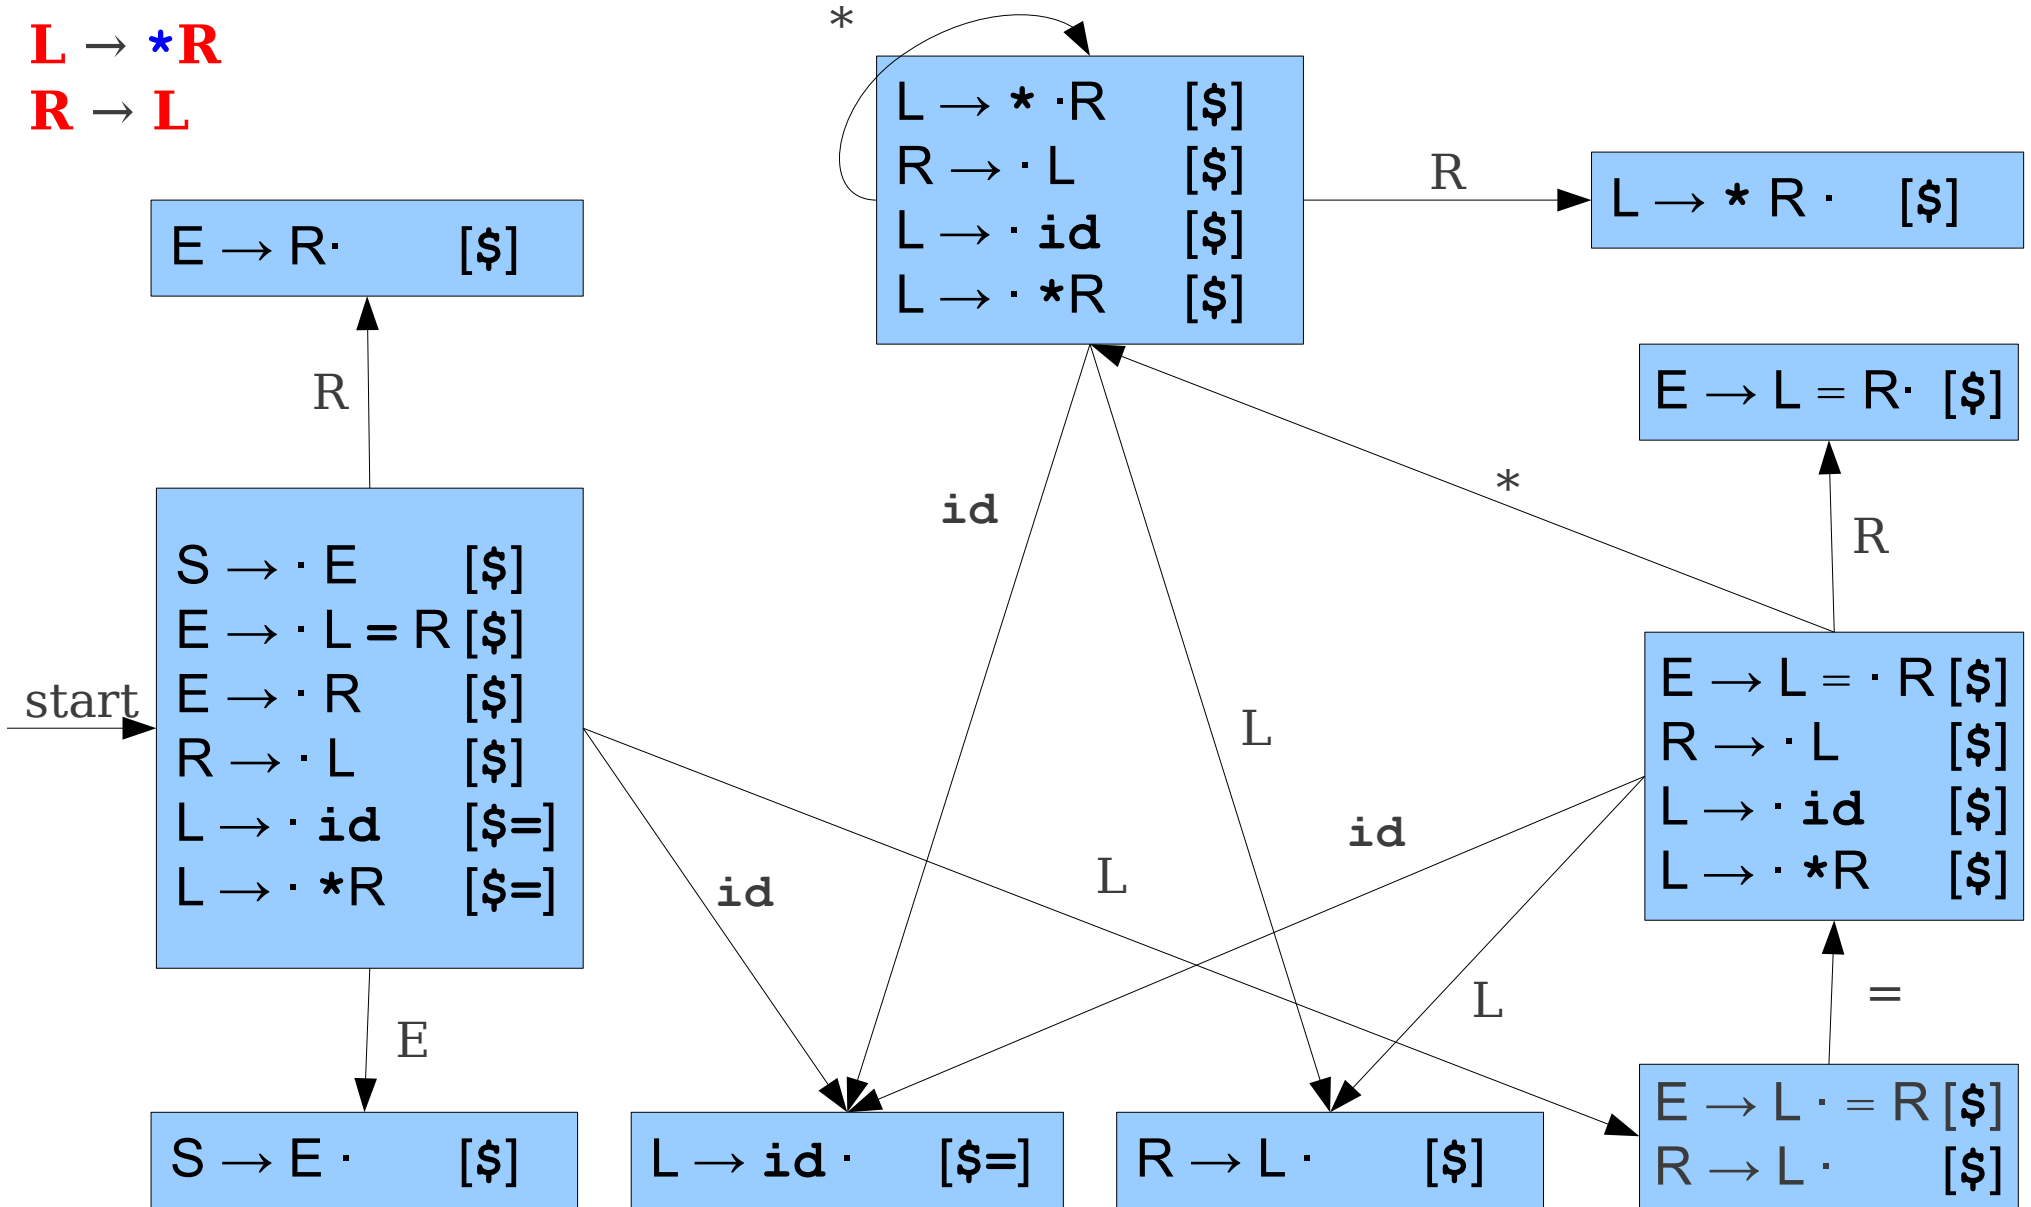 L → *R
R → L
*
L → * ·R [$]
R → · L [$]
L → · id [$]
L → · *R [$]
R
L → * R · [$]
E → R· [$]
R
E → L = R· [$]
*
R
id
S → · E [$]
E → · L = R [$]
E → · R [$]
R → · L [$]
L → · id [$=]
L → · *R [$=]
start
L
E → L = · R [$]
R → · L [$]
L → · id [$]
L → · *R [$]
id
L
id
L
=
E
S → E · [$]
L → id · [$=]
R → L · [$]
E → L · = R [$]
R → L · [$]